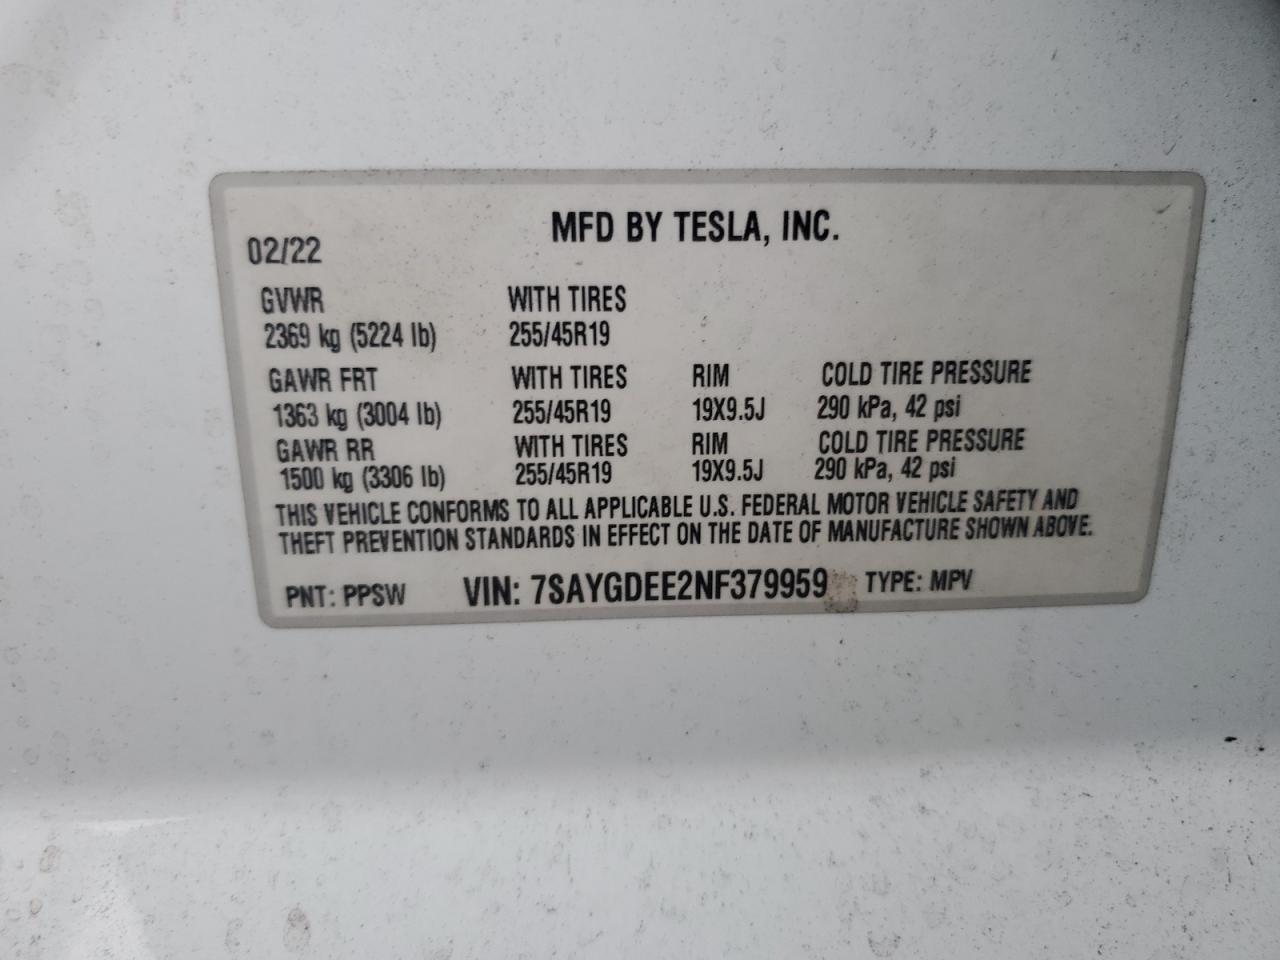 MFD BY TESLA, INC.
02/22
GVWR WITH TIRES
2369 kg (5224 lb) 255/45R19
GAWR FRT WITH TIRES RIM COLD TIRE PRESSURE
1363 kg (3004 lb) 255/45R19 19X9.5J 290 kPa, 42 psi
GAWR RR WITH TIRES RIM COLD TIRE PRESSURE
1500 kg (3306 lb) 255/45R19 19X9.5J 290 kPa, 42 psi
THIS VEHICLE CONFORMS TO ALL APPLICABLE U.S. FEDERAL MOTOR VEHICLE SAFETY AND
THEFT PREVENTION STANDARDS IN EFFECT ON THE DATE OF MANUFACTURE SHOWN ABOVE.
PNT: PPSW VIN: 7SAYGDEE2NF379959 TYPE: MPV